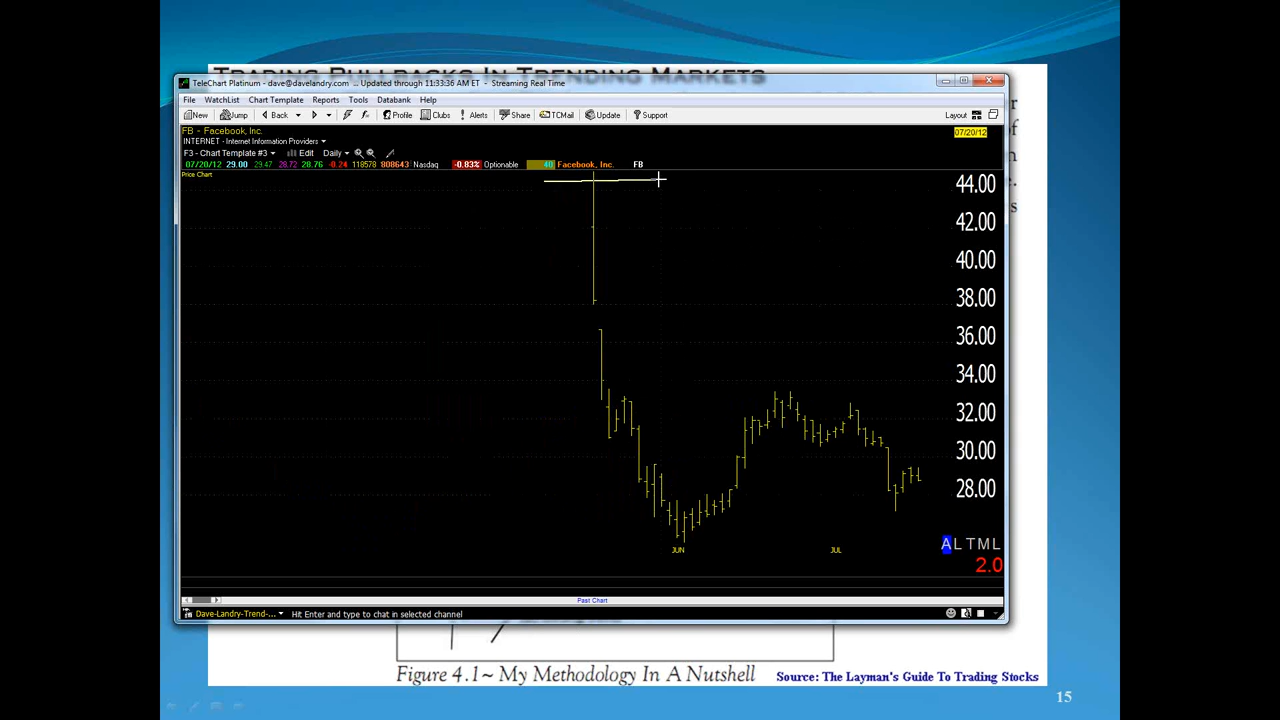 TRADING PULLBACKS IN TRENDING MARKETS
TeleChart Platinum - dave@davelandry.com ... Updated through 11:33:36 AM ET - Streaming Real Time
File WatchList Chart Template Reports Tools Databank Help
New Jump Back Profile Clubs Alerts Share TCMail Update Support Layout
FB - Facebook, Inc. 07/20/12
INTERNET - Internet Information Providers
F3 - Chart Template #3 Edit Daily
07/20/12 29.00 29.47 28.72 28.76 -0.24 118578 808643 Nasdaq -0.83% Optionable 40 Facebook, Inc. FB
Price Chart
44.00
42.00
40.00
38.00
36.00
34.00
32.00
30.00
28.00
A L T M L
2.0
JUN JUL
Past Chart
Dave-Landry-Trend-... Hit Enter and type to chat in selected channel
Figure 4.1~ My Methodology In A Nutshell
Source: The Layman's Guide To Trading Stocks
15